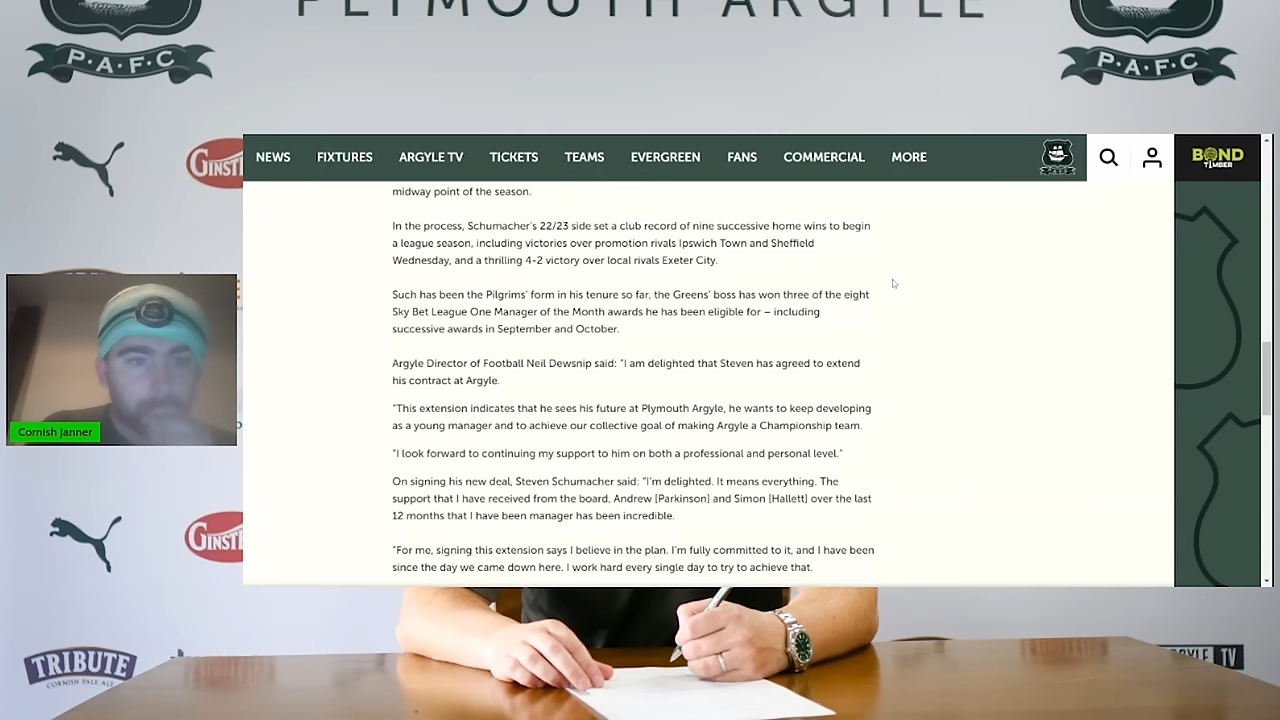 PLYMOUTH ARGYLE
P·A·F·C
P·A·F·C
GINST
NEWS
FIXTURES
ARGYLE TV
TICKETS
TEAMS
EVERGREEN
FANS
COMMERCIAL
MORE
BOND
TIMBER
midway point of the season.
In the process, Schumacher's 22/23 side set a club record of nine successive home wins to begin
a league season, including victories over promotion rivals Ipswich Town and Sheffield
Wednesday, and a thrilling 4-2 victory over local rivals Exeter City.
Such has been the Pilgrims' form in his tenure so far, the Greens' boss has won three of the eight
Sky Bet League One Manager of the Month awards he has been eligible for – including
successive awards in September and October.
Argyle Director of Football Neil Dewsnip said: "I am delighted that Steven has agreed to extend
his contract at Argyle.
"This extension indicates that he sees his future at Plymouth Argyle, he wants to keep developing
as a young manager and to achieve our collective goal of making Argyle a Championship team.
"I look forward to continuing my support to him on both a professional and personal level."
On signing his new deal, Steven Schumacher said: "I'm delighted. It means everything. The
support that I have received from the board, Andrew [Parkinson] and Simon [Hallett] over the last
12 months that I have been manager has been incredible.
"For me, signing this extension says I believe in the plan. I'm fully committed to it, and I have been
since the day we came down here. I work hard every single day to try to achieve that.
Cornish Janner
GINST
TRIBUTE
CORNISH PALE ALE
ARGYLE TV